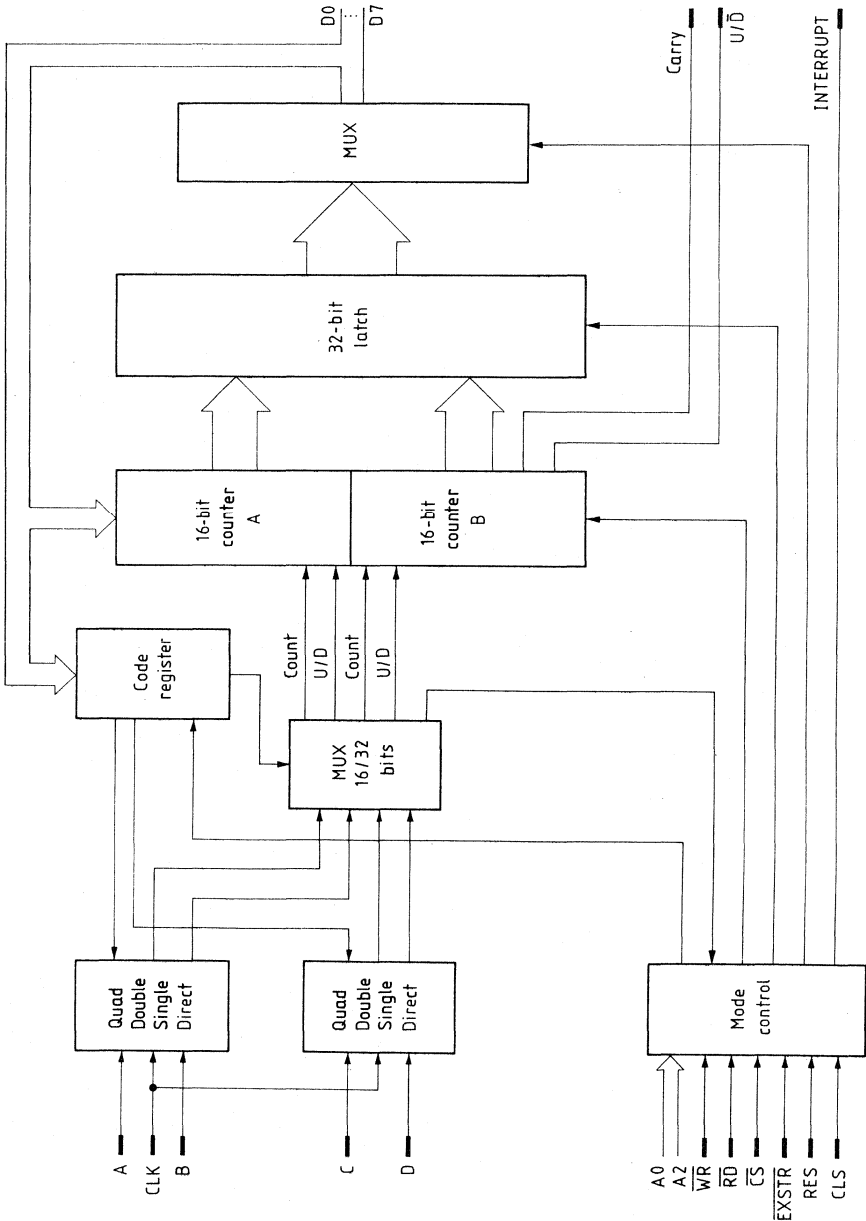 D0
D7
Carry
U/D̅
INTERRUPT
MUX
32-bit
latch
16-bit
counter
A
16-bit
counter
B
Code
register
Count
U/D
Count
U/D
MUX
16/32
bits
Quad
Double
Single
Direct
Quad
Double
Single
Direct
Mode
control
A
CLK
B
C
D
A0
A2
W̅R̅
R̅D̅
C̅S̅
E̅X̅S̅T̅R̅
RES
CLS